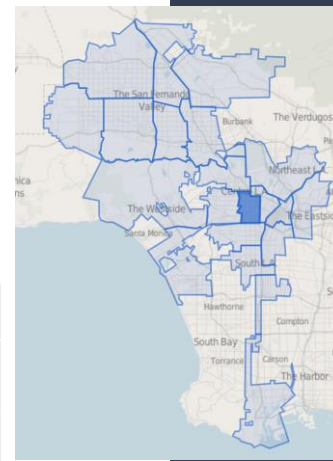 The San Fernando
Valley
Burbank
The Verdugos
Northeast
Central
The Westside
The Eastside
Santa Monica
South L.A.
Hawthorne
Compton
South Bay
Torrance
Carson
The Harbor